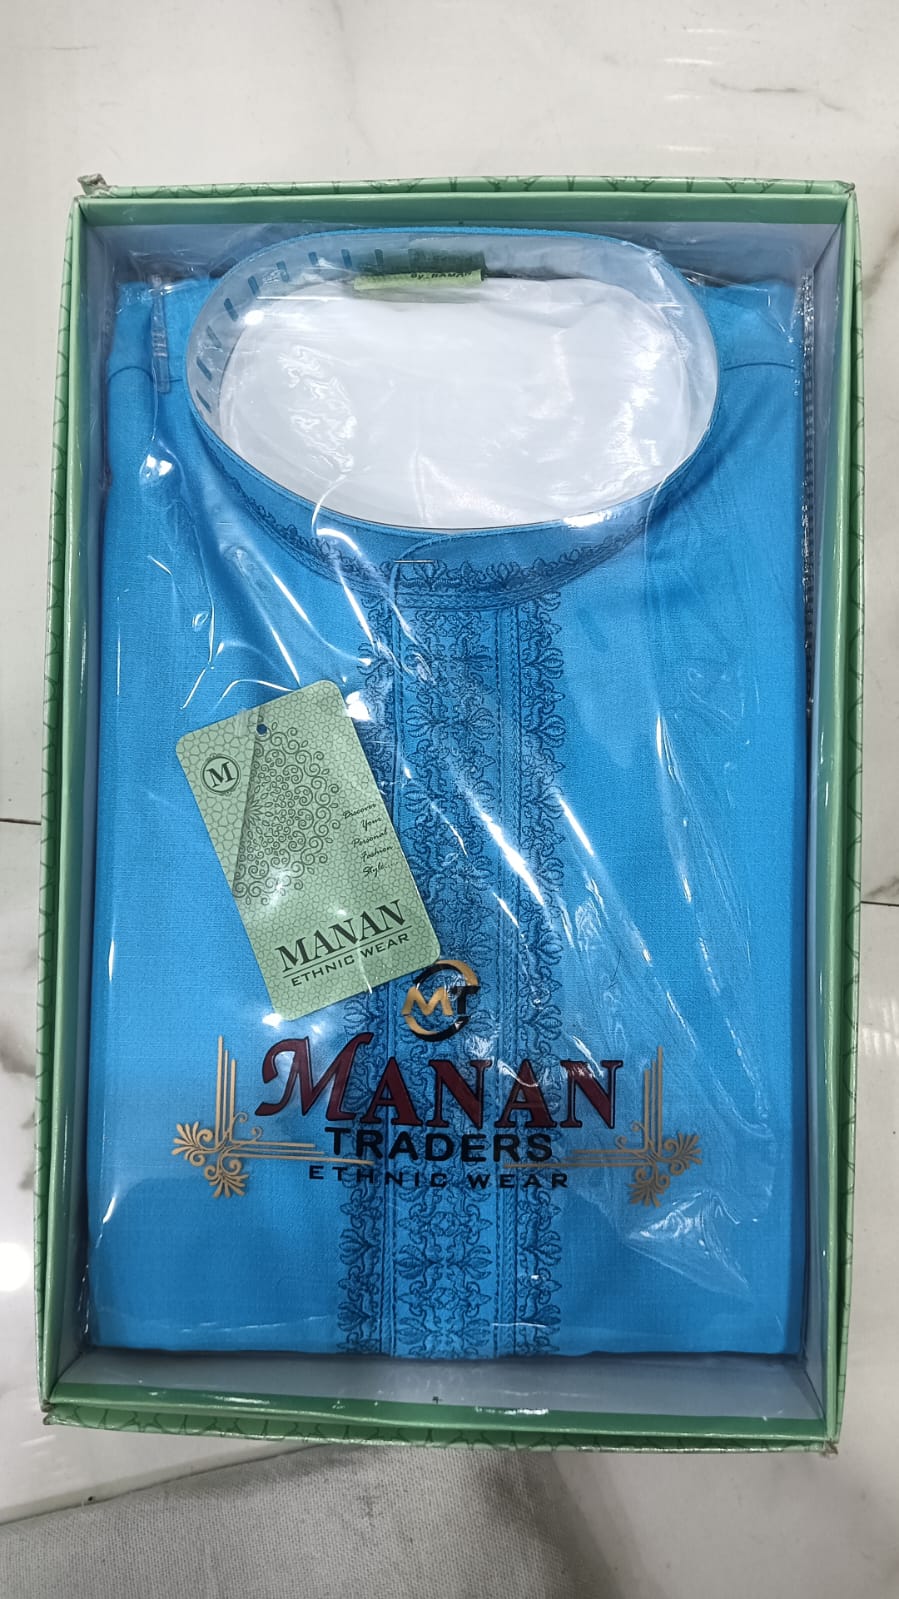 M
Discover
Your
Personal
Fashion
Style...
MANAN
ETHNIC WEAR
MT
MANAN
TRADERS
ETHNIC WEAR